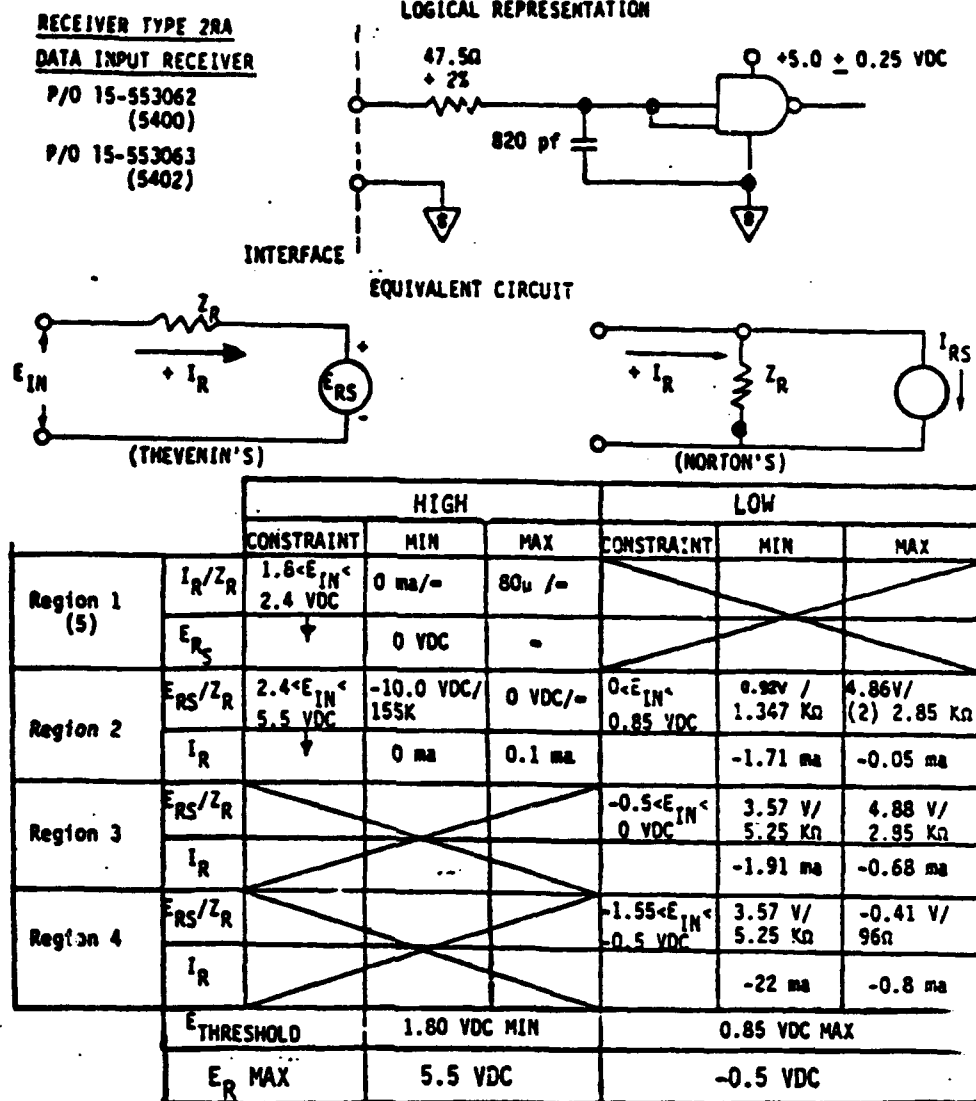 LOGICAL REPRESENTATION
RECEIVER TYPE 2RA
DATA INPUT RECEIVER
P/O 15-553062
(5400)
P/O 15-553063
(5402)
47.5Ω
+ 2%
+5.0 ± 0.25 VDC
820 pf
INTERFACE
EQUIVALENT CIRCUIT
Z_R
E_IN
+ I_R
E_RS
+
-
(THEVENIN'S)
+ I_R
Z_R
I_RS
(NORTON'S)
HIGH LOW
CONSTRAINT MIN MAX CONSTRAINT MIN MAX
Region 1
(5)
I_R/Z_R 1.8<E_IN< 0 ma/∞ 80μ /∞
2.4 VDC
E_RS 0 VDC ∞
Region 2
E_RS/Z_R 2.4<E_IN< -10.0 VDC/ 0 VDC/∞ 0<E_IN< 0.92V / 4.86V/
5.5 VDC 155K 0.85 VDC 1.347 KΩ (2) 2.85 KΩ
I_R 0 ma 0.1 ma -1.71 ma -0.05 ma
Region 3
E_RS/Z_R -0.5<E_IN< 3.57 V/ 4.88 V/
0 VDC 5.25 KΩ 2.95 KΩ
I_R -1.91 ma -0.68 ma
Region 4
E_RS/Z_R -1.55<E_IN< 3.57 V/ -0.41 V/
-0.5 VDC 5.25 KΩ 96Ω
I_R -22 ma -0.8 ma
E_THRESHOLD 1.80 VDC MIN 0.85 VDC MAX
E_R MAX 5.5 VDC -0.5 VDC